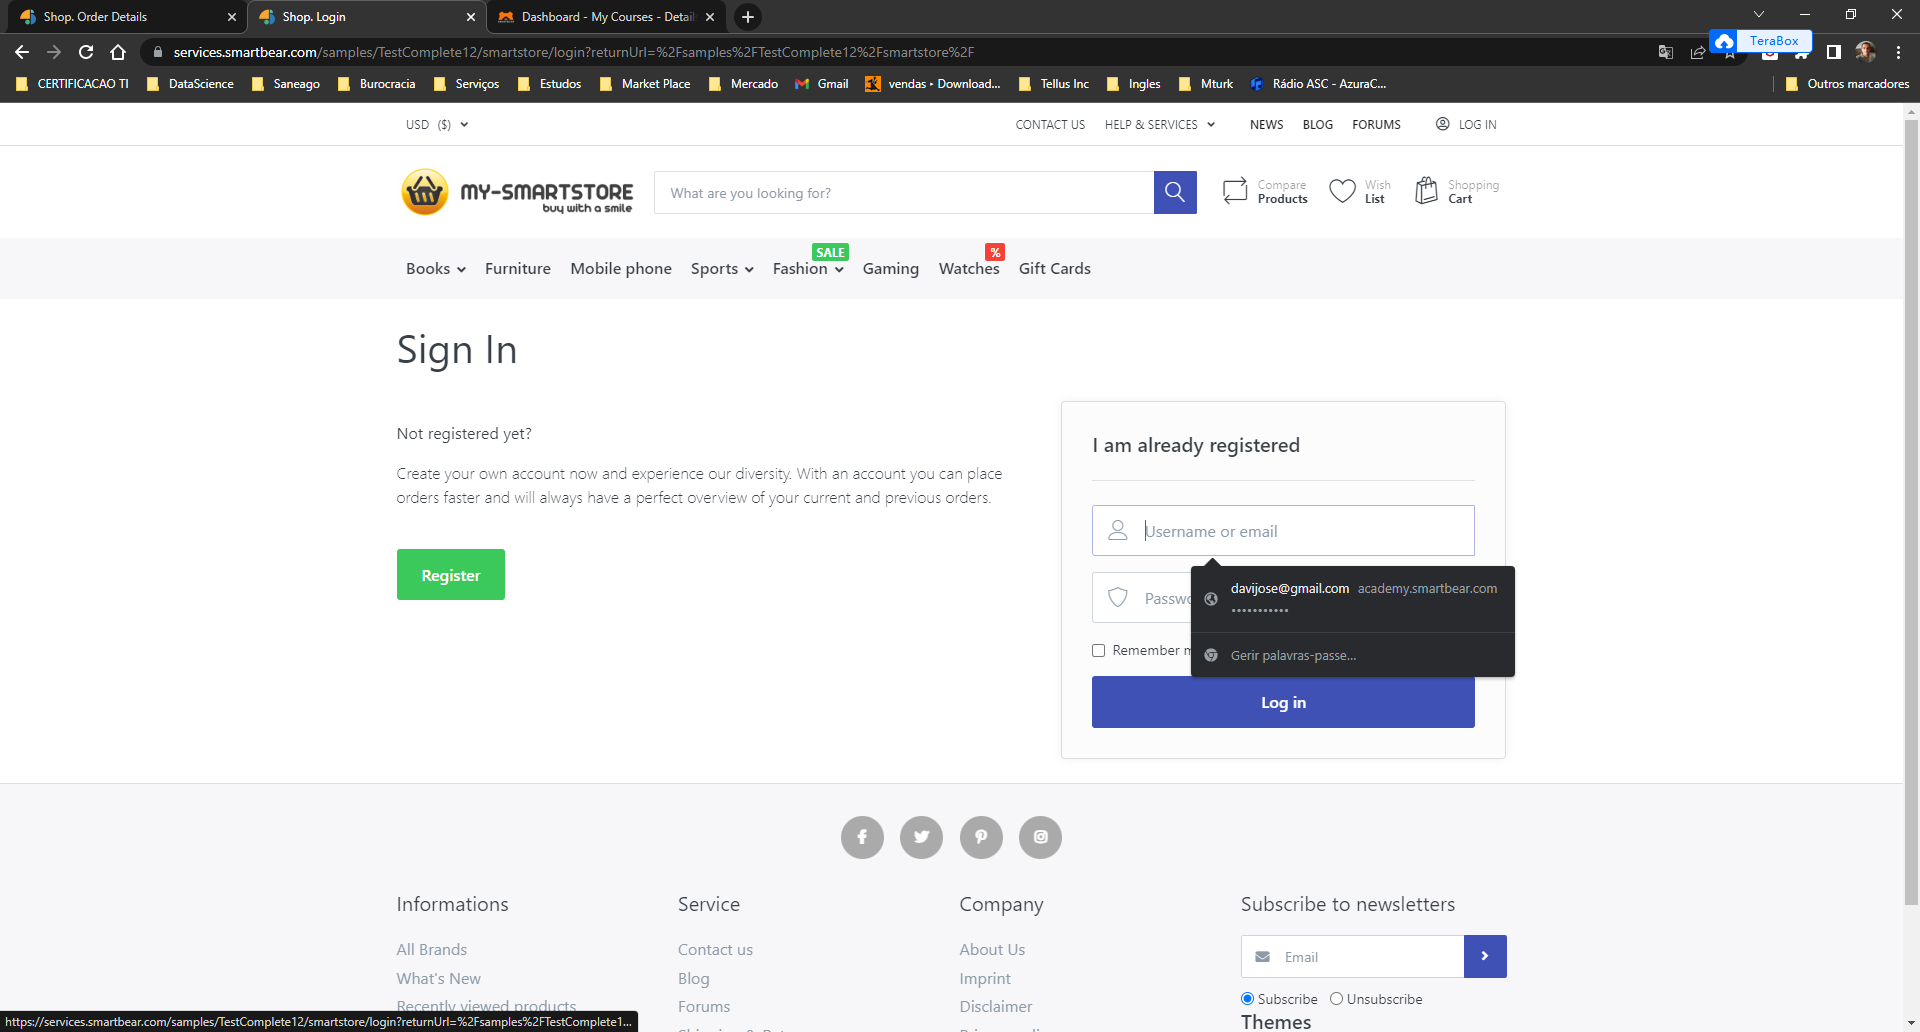 Shop. Order Details
Shop. Login
Dashboard - My Courses - Detail
services.smartbear.com/samples/TestComplete12/smartstore/login?returnUrl=%2Fsamples%2FTestComplete12%2Fsmartstore%2F
TeraBox
CERTIFICACAO TI
DataScience
Saneago
Burocracia
Serviços
Estudos
Market Place
Mercado
Gmail
vendas ▸ Download...
Tellus Inc
Ingles
Mturk
Rádio ASC - AzuraC...
Outros marcadores
USD ($)
CONTACT US
HELP & SERVICES
NEWS
BLOG
FORUMS
LOG IN
MY-SMARTSTORE
buy with a smile
What are you looking for?
Compare
Products
Wish
List
Shopping
Cart
SALE
%
Books
Furniture
Mobile phone
Sports
Fashion
Gaming
Watches
Gift Cards
Sign In
Not registered yet?
Create your own account now and experience our diversity. With an account you can place
orders faster and will always have a perfect overview of your current and previous orders.
Register
I am already registered
Username or email
Passwo
davijose@gmail.com academy.smartbear.com
•••••••••••
Gerir palavras-passe...
Remember m
Log in
Informations
All Brands
What's New
Recently viewed products
Service
Contact us
Blog
Forums
Company
About Us
Imprint
Disclaimer
Subscribe to newsletters
Email
Subscribe
Unsubscribe
Themes
https://services.smartbear.com/samples/TestComplete12/smartstore/login?returnUrl=%2Fsamples%2FTestComplete1...